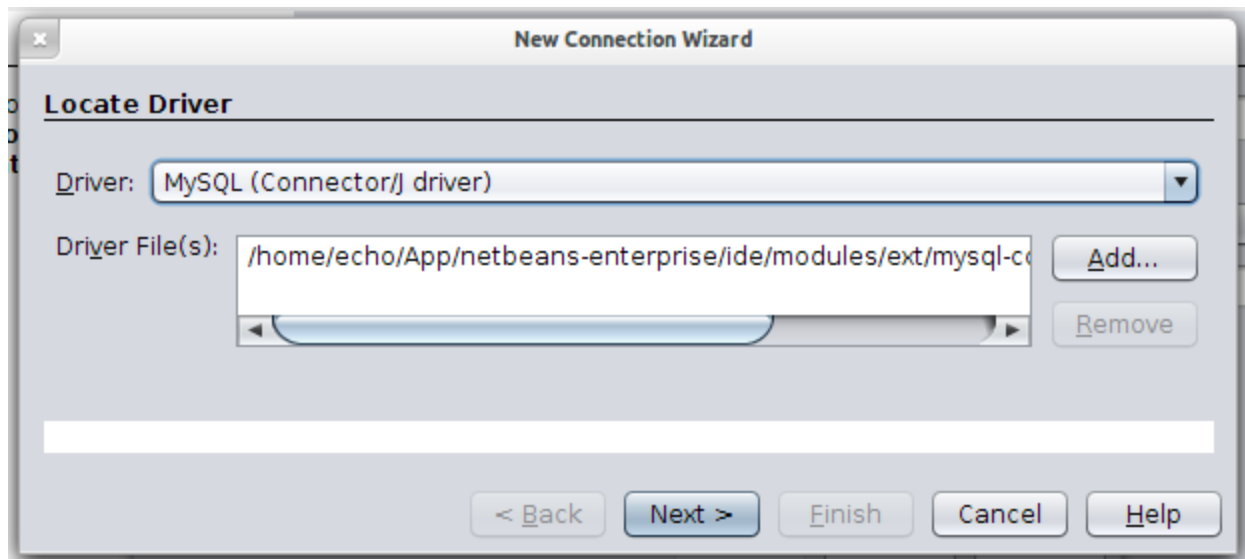 New Connection Wizard
Locate Driver
Driver: MySQL (Connector/J driver)
Driver File(s): /home/echo/App/netbeans-enterprise/ide/modules/ext/mysql-co
Add...
Remove
< Back Next > Finish Cancel Help